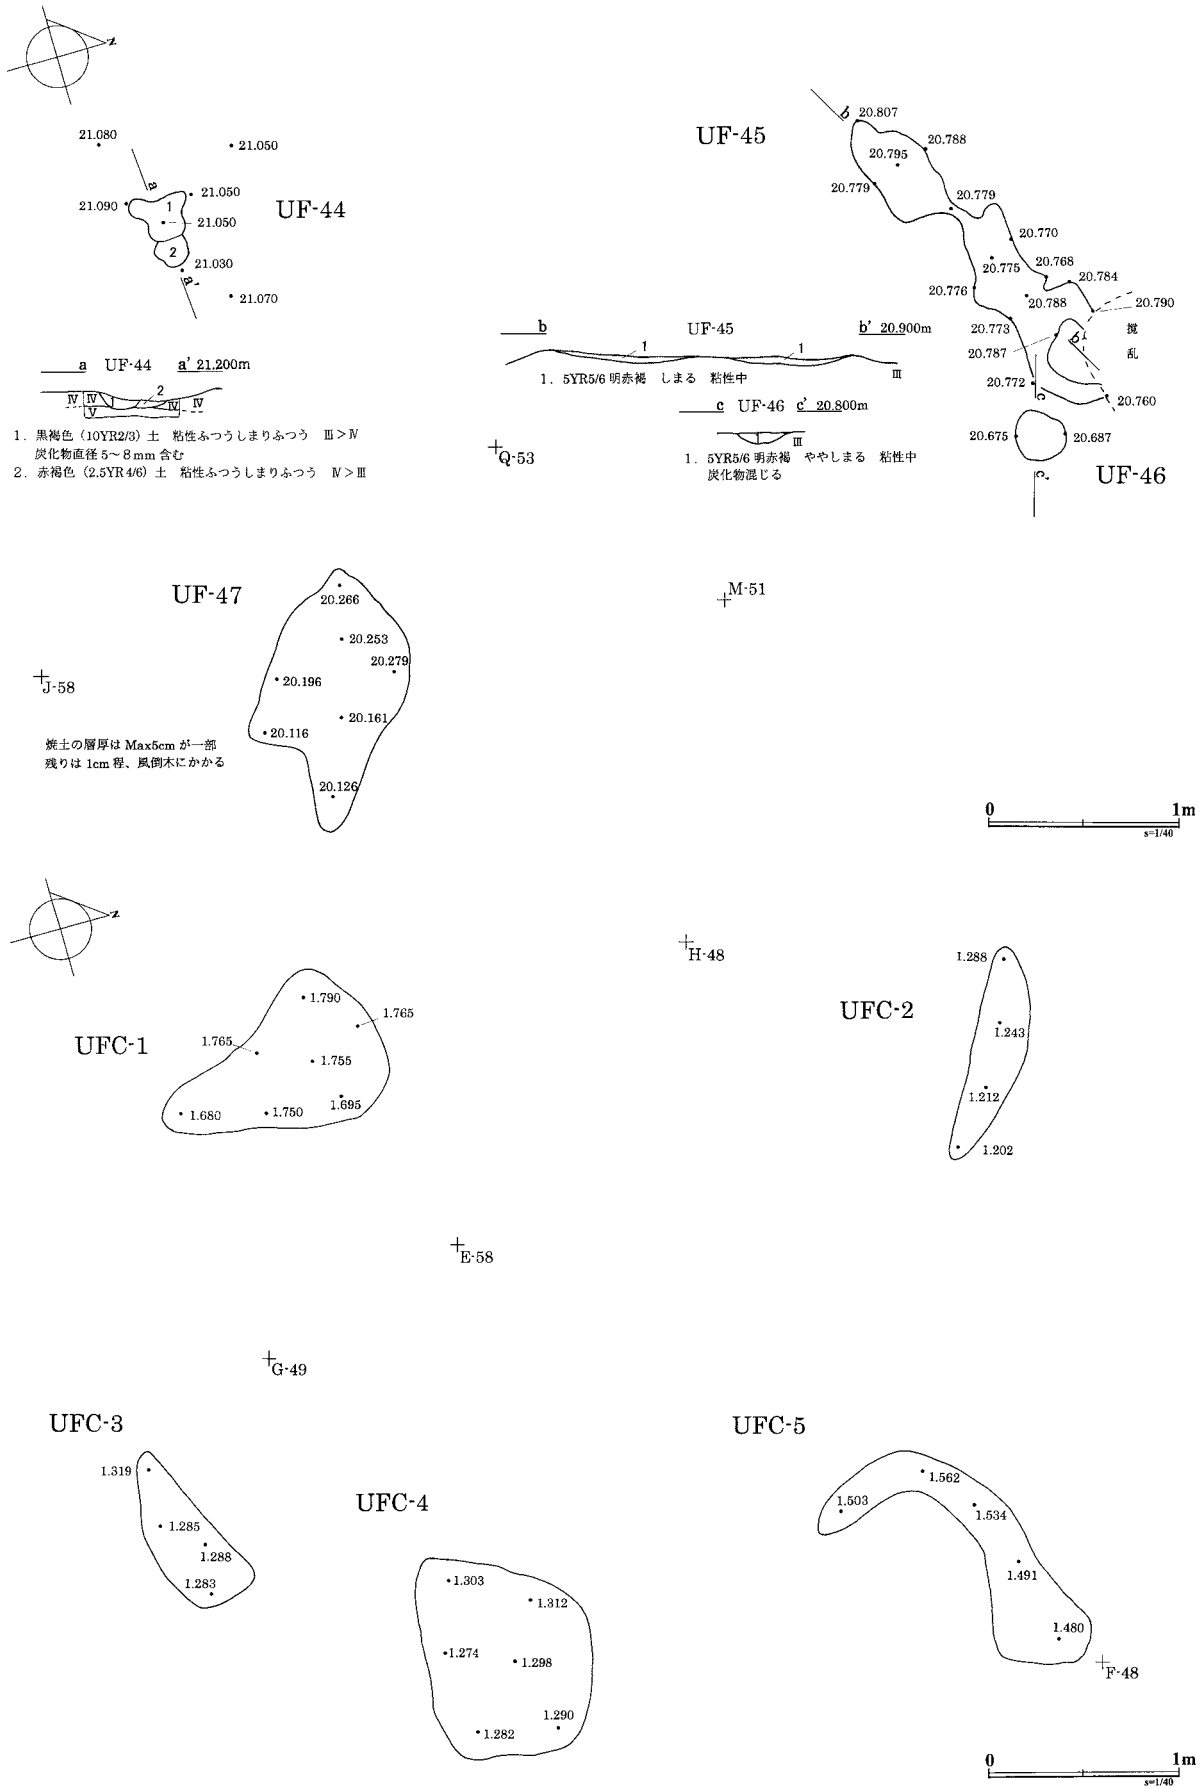 N
21.080
21.050
a
21.090
1
21.050
21.050
UF-44
2
21.030
a'
21.070
a UF-44 a' 21.200m
Ⅳ Ⅳ 1 2 Ⅳ Ⅳ
Ⅴ
1．黒褐色（10YR2/3）土　粘性ふつうしまりふつう　Ⅲ＞Ⅳ
炭化物直径 5～8 mm 含む
2．赤褐色（2.5YR 4/6）土　粘性ふつうしまりふつう　Ⅳ＞Ⅲ
UF-45
b
20.807
20.788
20.795
20.779
20.779
20.770
20.775
20.768
20.784
20.776
20.788
20.790
20.773
撹乱
20.787
b'
20.772
c
20.760
20.675
20.687
c'
UF-46
b UF-45 b' 20.900m
1 1
Ⅲ
1．5YR5/6 明赤褐　しまる　粘性中
c UF-46 c' 20.800m
1 Ⅲ
1．5YR5/6 明赤褐　ややしまる　粘性中
炭化物混じる
Q-53
UF-47
20.266
20.253
20.279
20.196
20.161
20.116
20.126
J-58
焼土の層厚は Max5cm が一部
残りは 1cm 程、風倒木にかかる
M-51
0 1m
s=1/40
N
UFC-1
1.790
1.765
1.765
1.755
1.695
1.680
1.750
H-48
UFC-2
1.288
1.243
1.212
1.202
E-58
G-49
UFC-3
1.319
1.285
1.288
1.283
UFC-4
1.303
1.312
1.274
1.298
1.290
1.282
UFC-5
1.562
1.503
1.534
1.491
1.480
F-48
0 1m
s=1/40